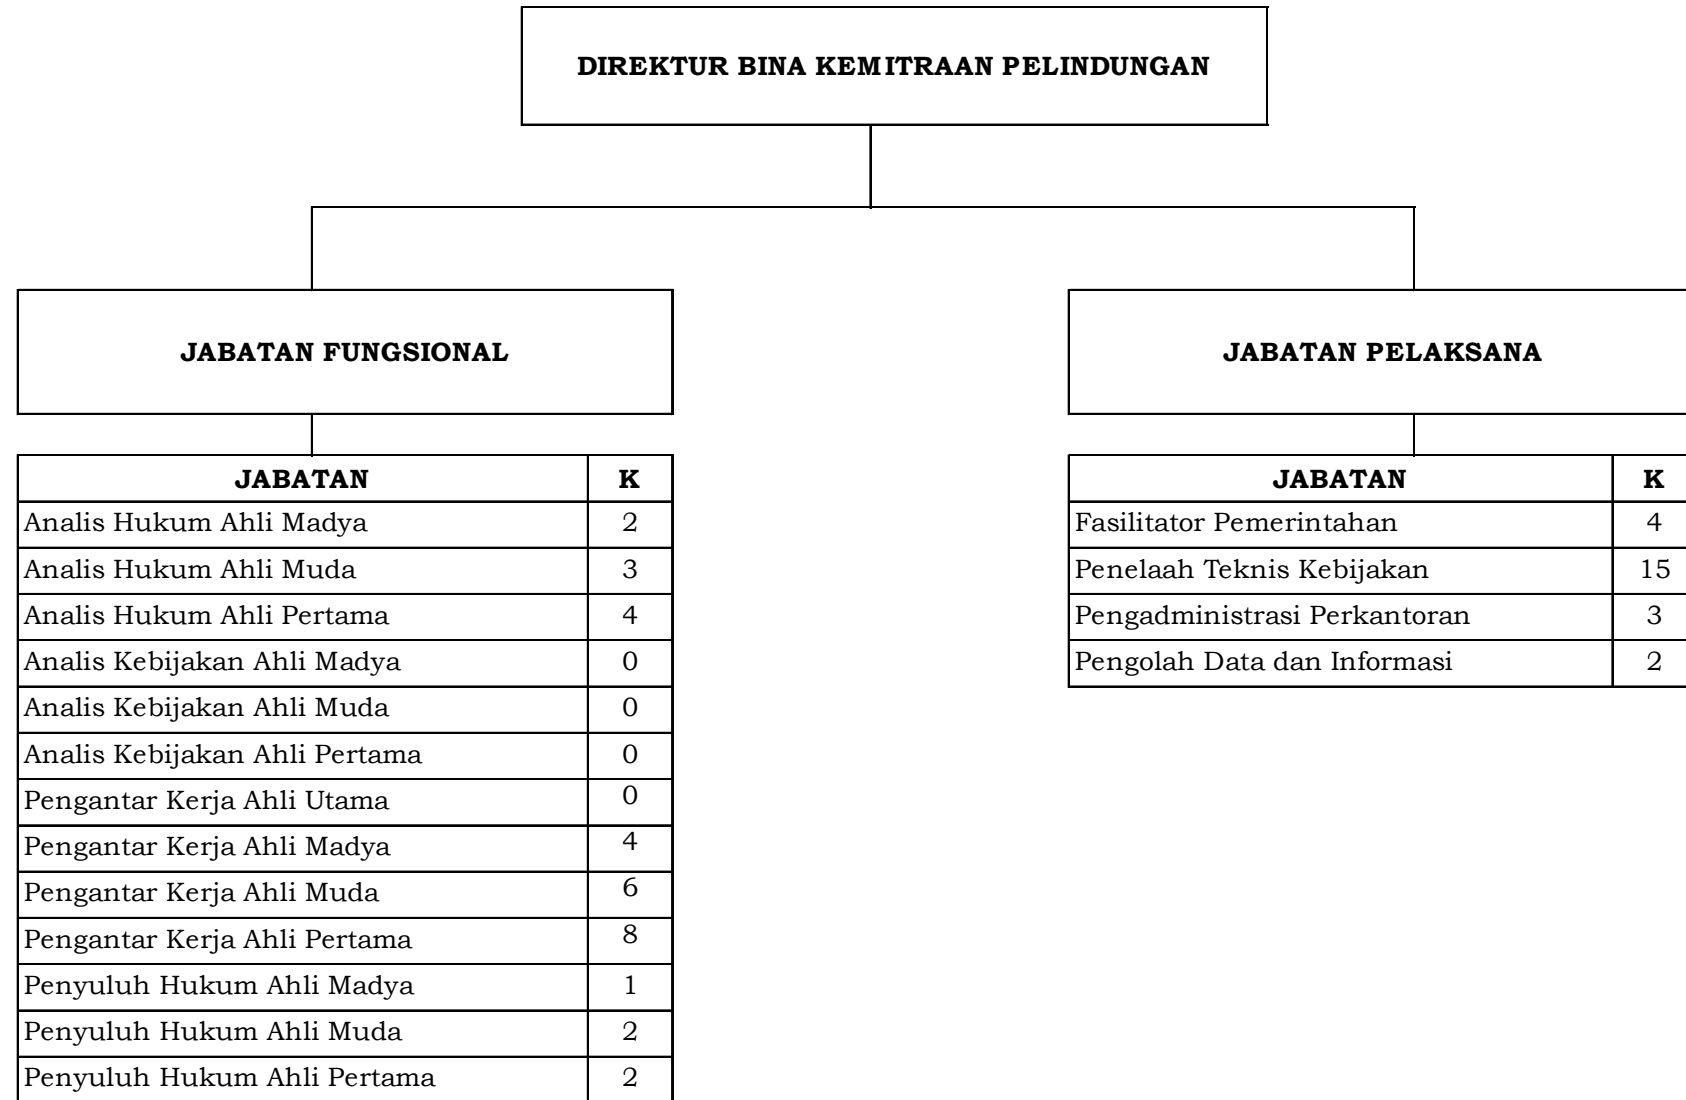 DIREKTUR BINA KEMITRAAN PELINDUNGAN
JABATAN FUNGSIONAL
JABATAN K
Analis Hukum Ahli Madya 2
Analis Hukum Ahli Muda 3
Analis Hukum Ahli Pertama 4
Analis Kebijakan Ahli Madya 0
Analis Kebijakan Ahli Muda 0
Analis Kebijakan Ahli Pertama 0
Pengantar Kerja Ahli Utama 0
Pengantar Kerja Ahli Madya 4
Pengantar Kerja Ahli Muda 6
Pengantar Kerja Ahli Pertama 8
Penyuluh Hukum Ahli Madya 1
Penyuluh Hukum Ahli Muda 2
Penyuluh Hukum Ahli Pertama 2
JABATAN PELAKSANA
JABATAN K
Fasilitator Pemerintahan 4
Penelaah Teknis Kebijakan 15
Pengadministrasi Perkantoran 3
Pengolah Data dan Informasi 2